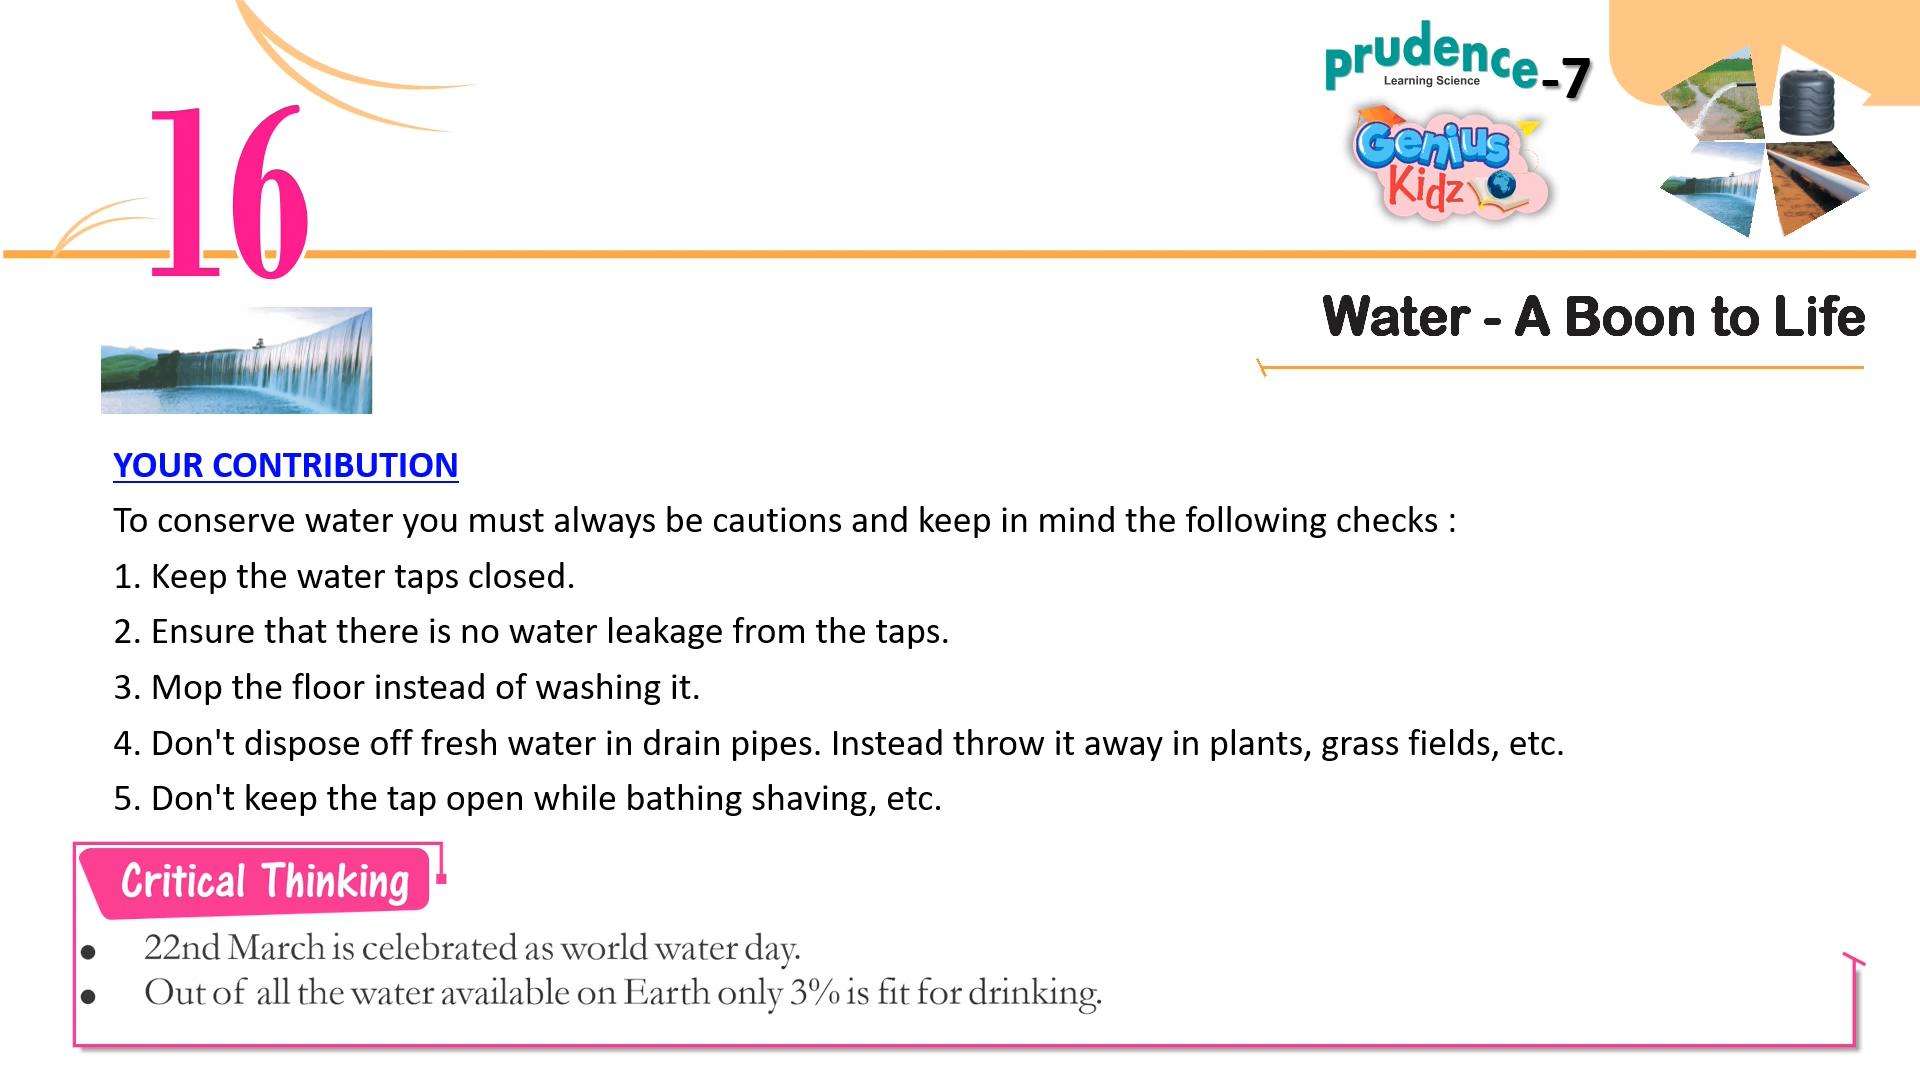 prudence-7
Learning Science
Genius
Kidz
16
Water - A Boon to Life
YOUR CONTRIBUTION
To conserve water you must always be cautions and keep in mind the following checks :
1. Keep the water taps closed.
2. Ensure that there is no water leakage from the taps.
3. Mop the floor instead of washing it.
4. Don't dispose off fresh water in drain pipes. Instead throw it away in plants, grass fields, etc.
5. Don't keep the tap open while bathing shaving, etc.
Critical Thinking
● 22nd March is celebrated as world water day.
● Out of all the water available on Earth only 3% is fit for drinking.